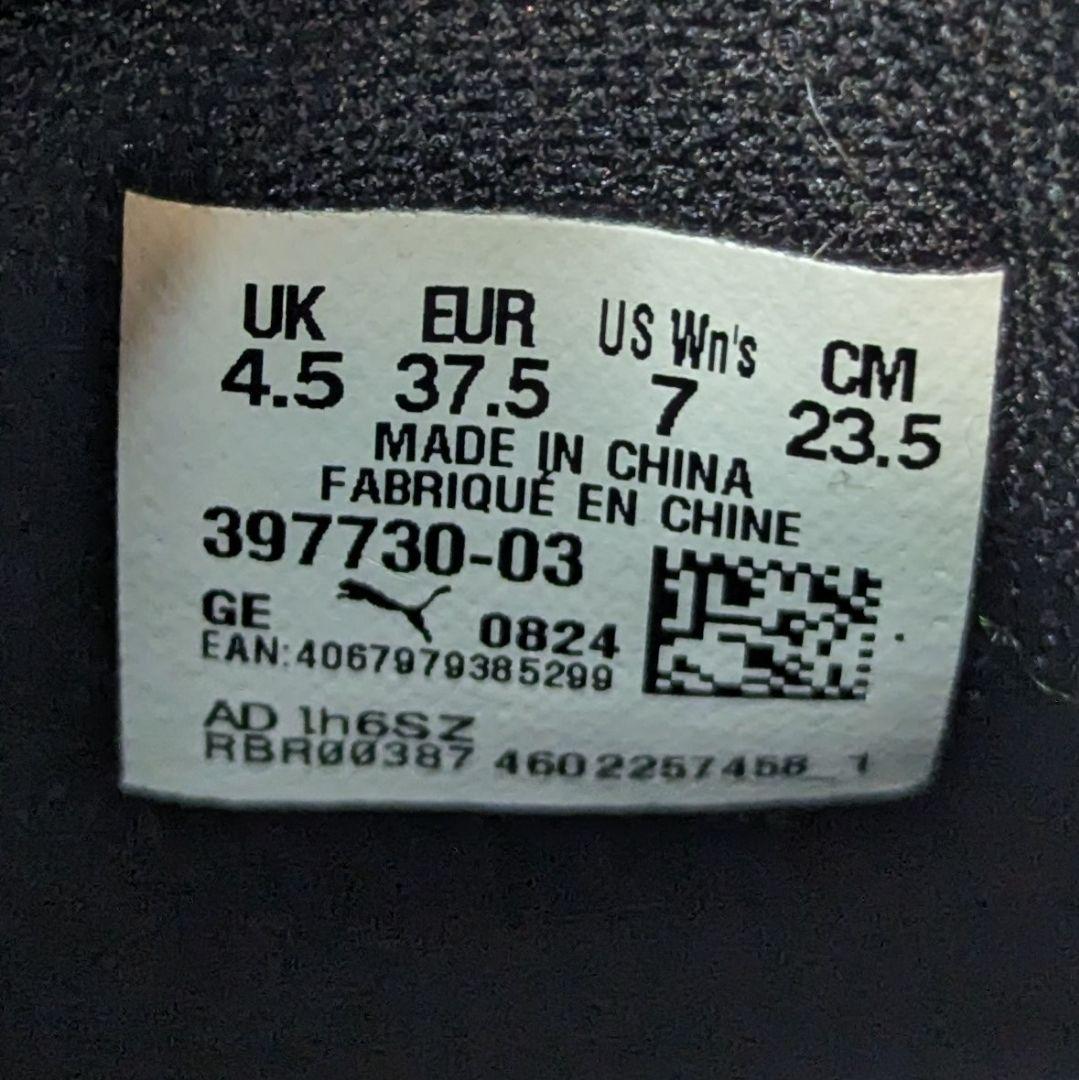 UK EUR US Wn's CM
4.5 37.5 7 23.5
MADE IN CHINA
FABRIQUÉ EN CHINE
397730-03
GE 0824
EAN:4067979385299
AD 1h6SZ
RBR00387 4602257458_1